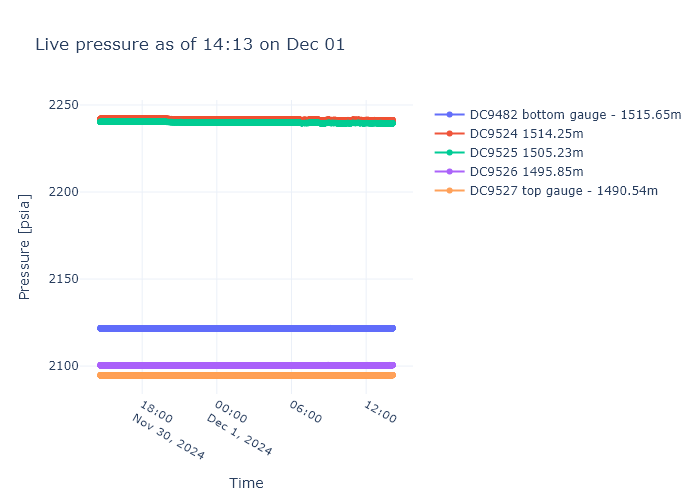 Live pressure as of 14:13 on Dec 01
2250
2200
2150
2100
Pressure [psia]
18:00
Nov 30, 2024
00:00
Dec 1, 2024
06:00
12:00
Time
DC9482 bottom gauge - 1515.65m
DC9524 1514.25m
DC9525 1505.23m
DC9526 1495.85m
DC9527 top gauge - 1490.54m